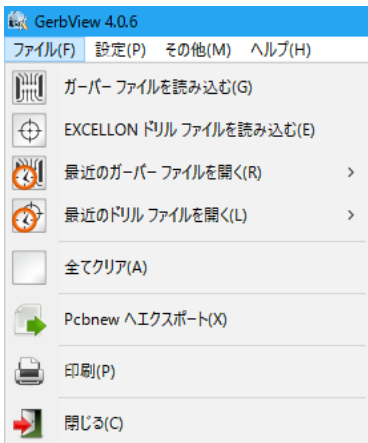 GerbView 4.0.6
ファイル(F) 設定(P) その他(M) ヘルプ(H)
ガーバー ファイルを読み込む(G)
EXCELLON ドリル ファイルを読み込む(E)
最近のガーバー ファイルを開く(R)
最近のドリル ファイルを開く(L)
全てクリア(A)
Pcbnew へエクスポート(X)
印刷(P)
閉じる(C)